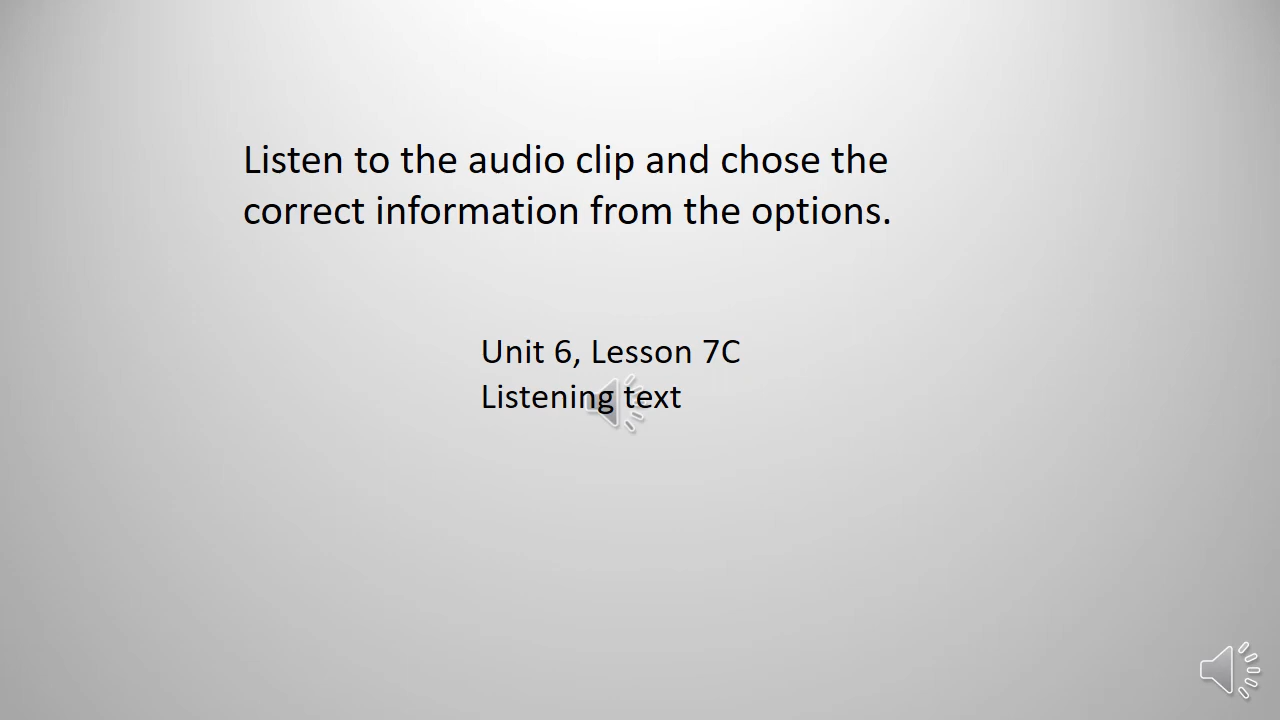 Listen to the audio clip and chose the
correct information from the options.
Unit 6, Lesson 7C
Listening text